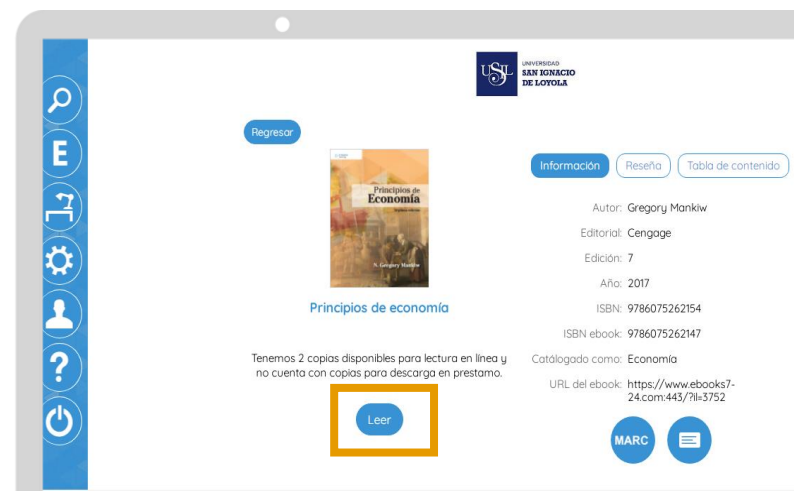 UNIVERSIDAD
SAN IGNACIO
DE LOYOLA
USIL
Regresar
E
?
Principios de
Economía
N. Gregory Mankiw
Principios de economía
Tenemos 2 copias disponibles para lectura en línea y
no cuenta con copias para descarga en prestamo.
Leer
Información
Reseña
Tabla de contenido
Autor: Gregory Mankiw
Editorial: Cengage
Edición: 7
Año: 2017
ISBN: 9786075262154
ISBN ebook: 9786075262147
Catálogado como: Economía
URL del ebook: https://www.ebooks7-
24.com:443/?il=3752
MARC